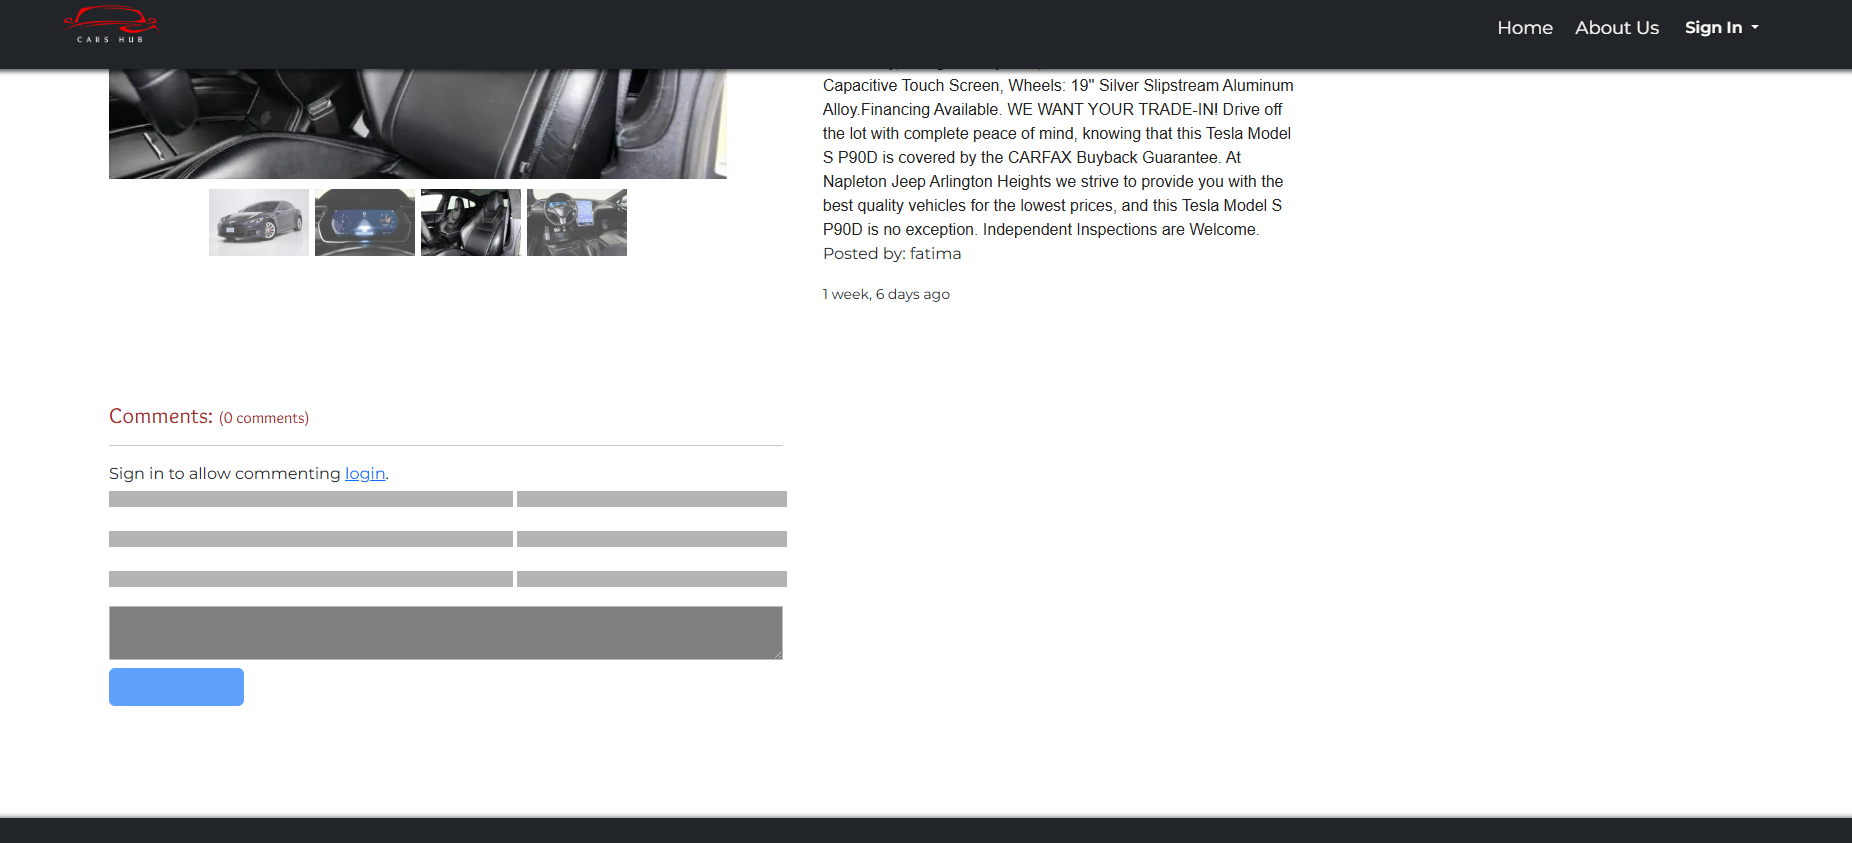 CARS HUB
Home
About Us
Sign In
Capacitive Touch Screen, Wheels: 19" Silver Slipstream Aluminum
Alloy.Financing Available. WE WANT YOUR TRADE-IN! Drive off
the lot with complete peace of mind, knowing that this Tesla Model
S P90D is covered by the CARFAX Buyback Guarantee. At
Napleton Jeep Arlington Heights we strive to provide you with the
best quality vehicles for the lowest prices, and this Tesla Model S
P90D is no exception. Independent Inspections are Welcome.
Posted by: fatima
1 week, 6 days ago
Comments: (0 comments)
Sign in to allow commenting login.